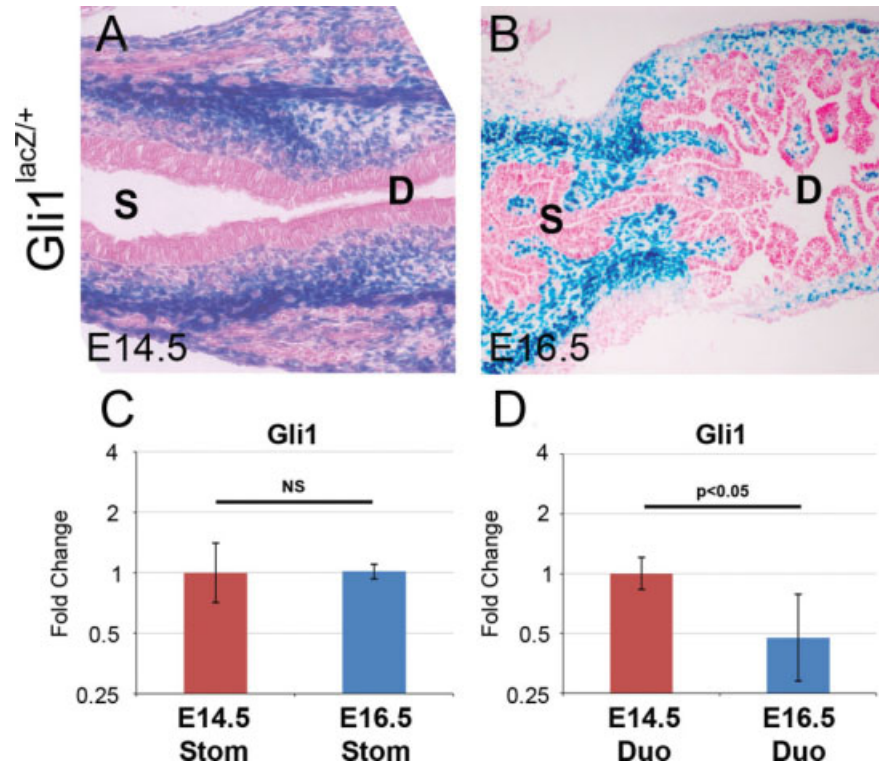 A
B
Gli1lacZ/+
S
D
S
D
E14.5
E16.5
C
Gli1
4
2
1
0.5
0.25
Fold Change
NS
E14.5
Stom
E16.5
Stom
D
Gli1
4
2
1
0.5
0.25
Fold Change
p<0.05
E14.5
Duo
E16.5
Duo